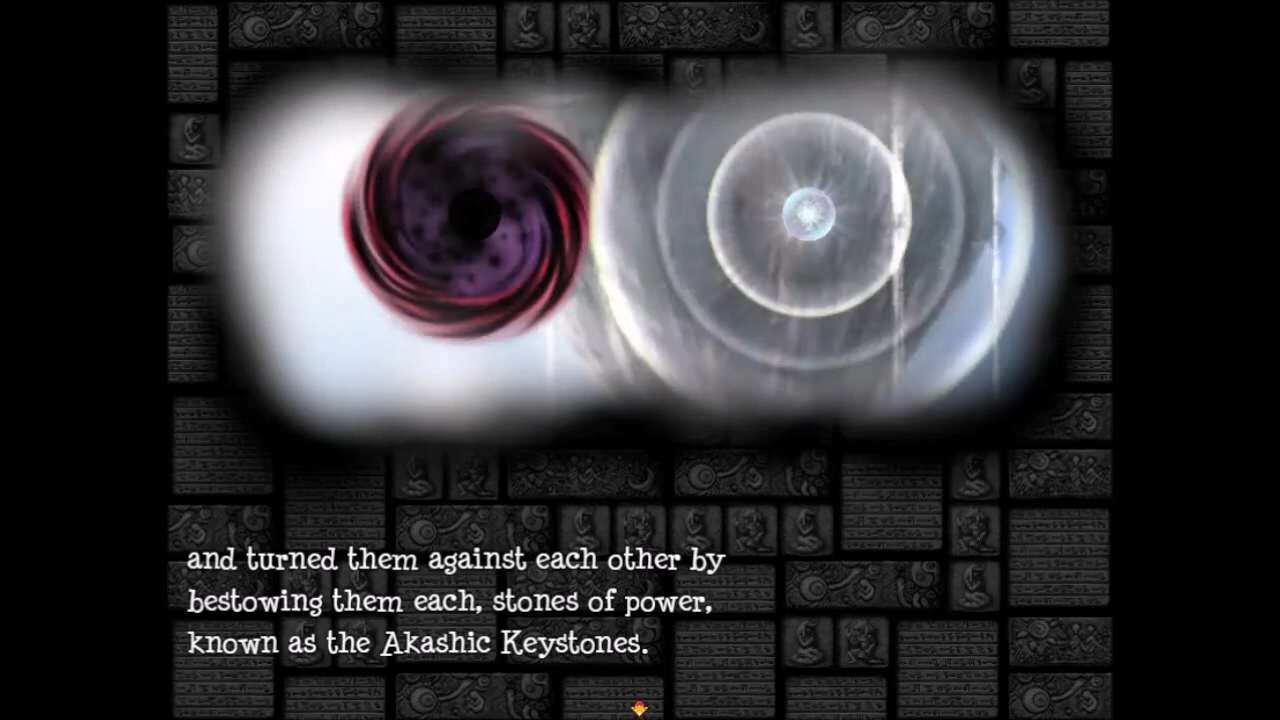 and turned them against each other by
bestowing them each, stones of power,
known as the Akashic Keystones.